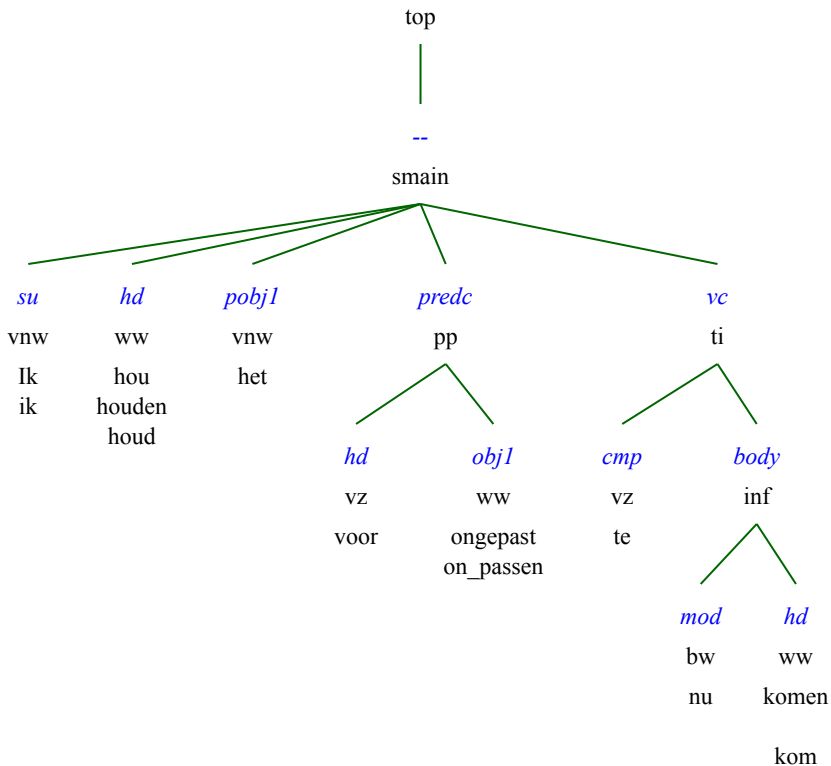 top
--
smain
su hd pobj1 predc vc
vnw ww vnw pp ti
Ik hou het
ik houden
houd
hd obj1 cmp body
vz ww vz inf
voor ongepast te
on_passen
mod hd
bw ww
nu komen
kom